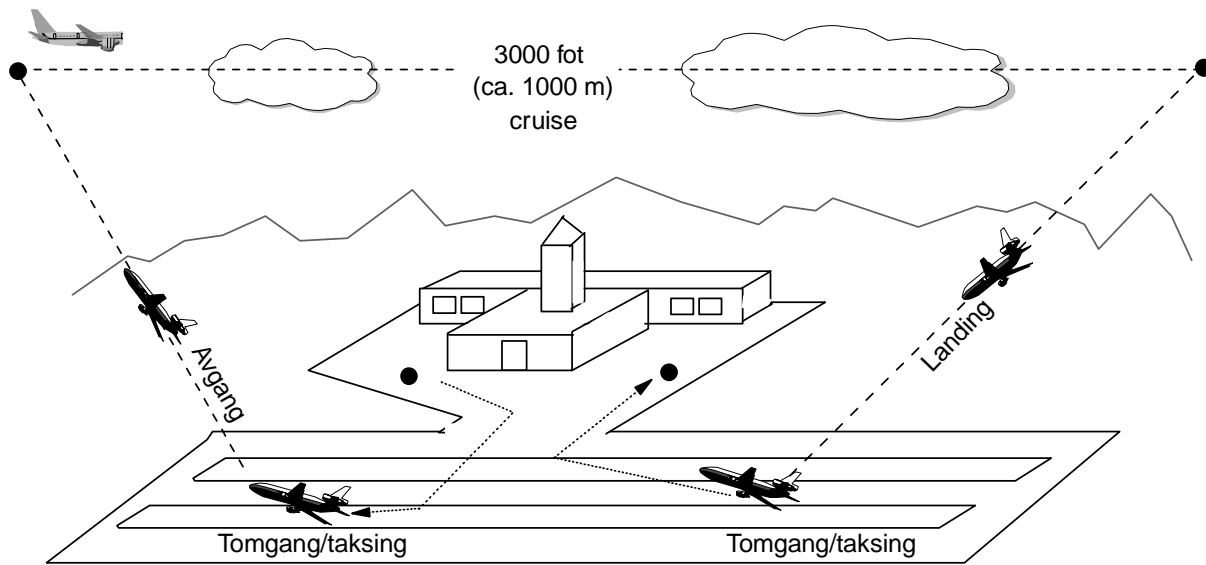 3000 fot
(ca. 1000 m)
cruise
Avgang
Landing
Tomgang/taksing
Tomgang/taksing